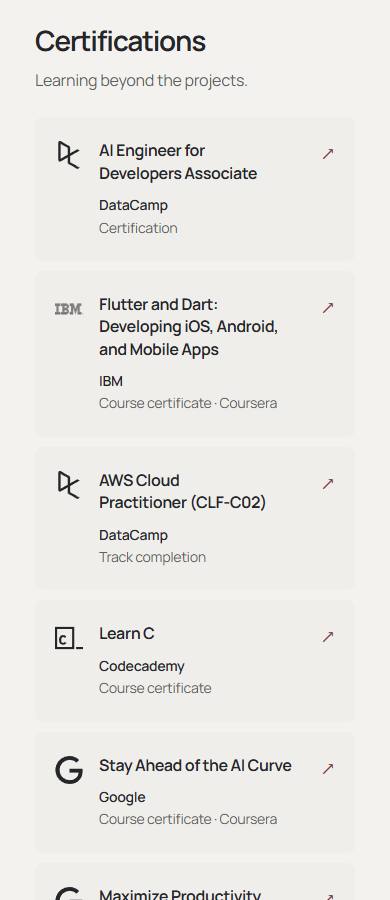 Certifications
Learning beyond the projects.
AI Engineer for
Developers Associate
DataCamp
Certification
IBM
Flutter and Dart:
Developing iOS, Android,
and Mobile Apps
IBM
Course certificate · Coursera
AWS Cloud
Practitioner (CLF-C02)
DataCamp
Track completion
Learn C
Codecademy
Course certificate
Stay Ahead of the AI Curve
Google
Course certificate · Coursera
Maximize Productivity